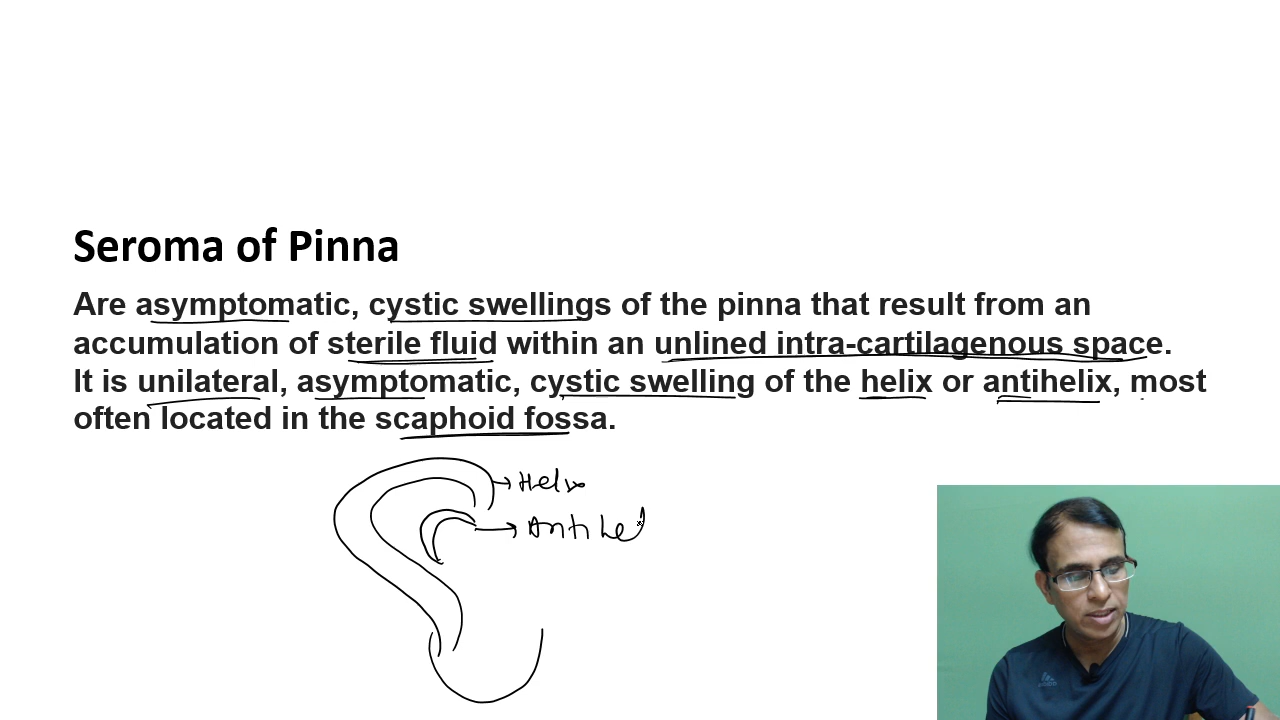 Seroma of Pinna
Are asymptomatic, cystic swellings of the pinna that result from an
accumulation of sterile fluid within an unlined intra-cartilagenous space.
It is unilateral, asymptomatic, cystic swelling of the helix or antihelix, most
often located in the scaphoid fossa.
Helix
Antihel